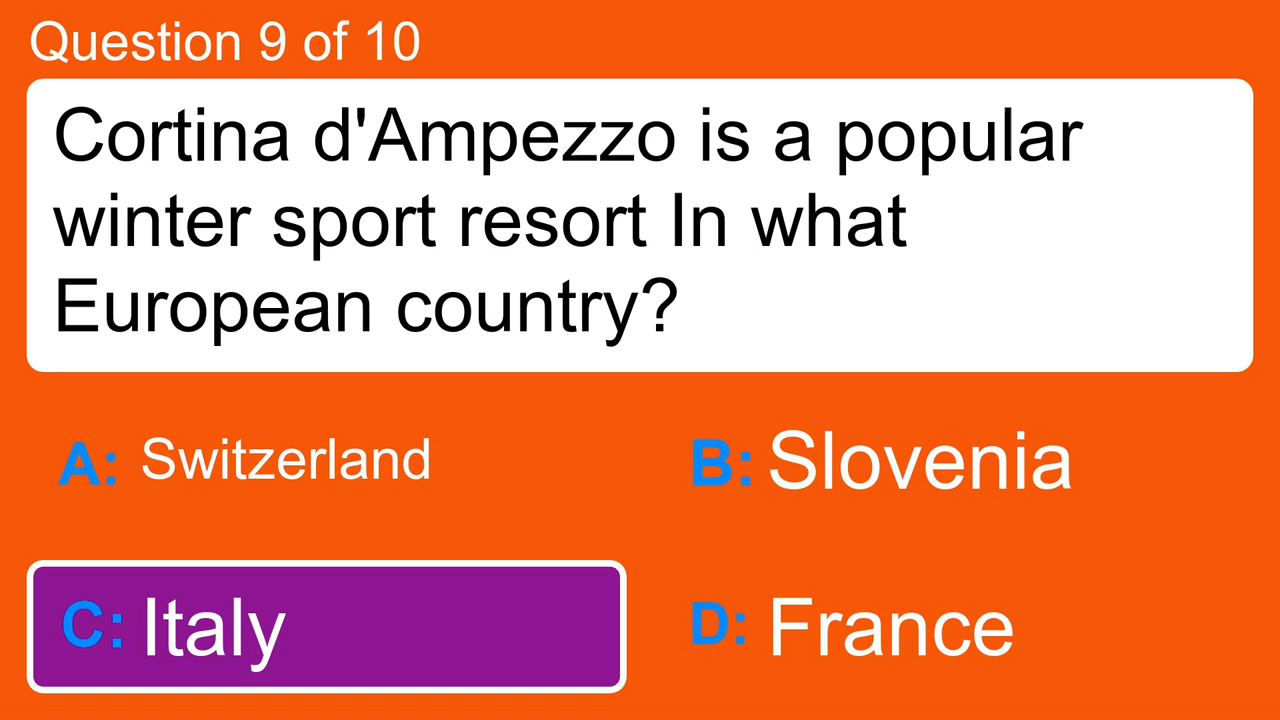 Question 9 of 10
Cortina d'Ampezzo is a popular
winter sport resort In what
European country?
A: Switzerland
B: Slovenia
C: Italy
D: France